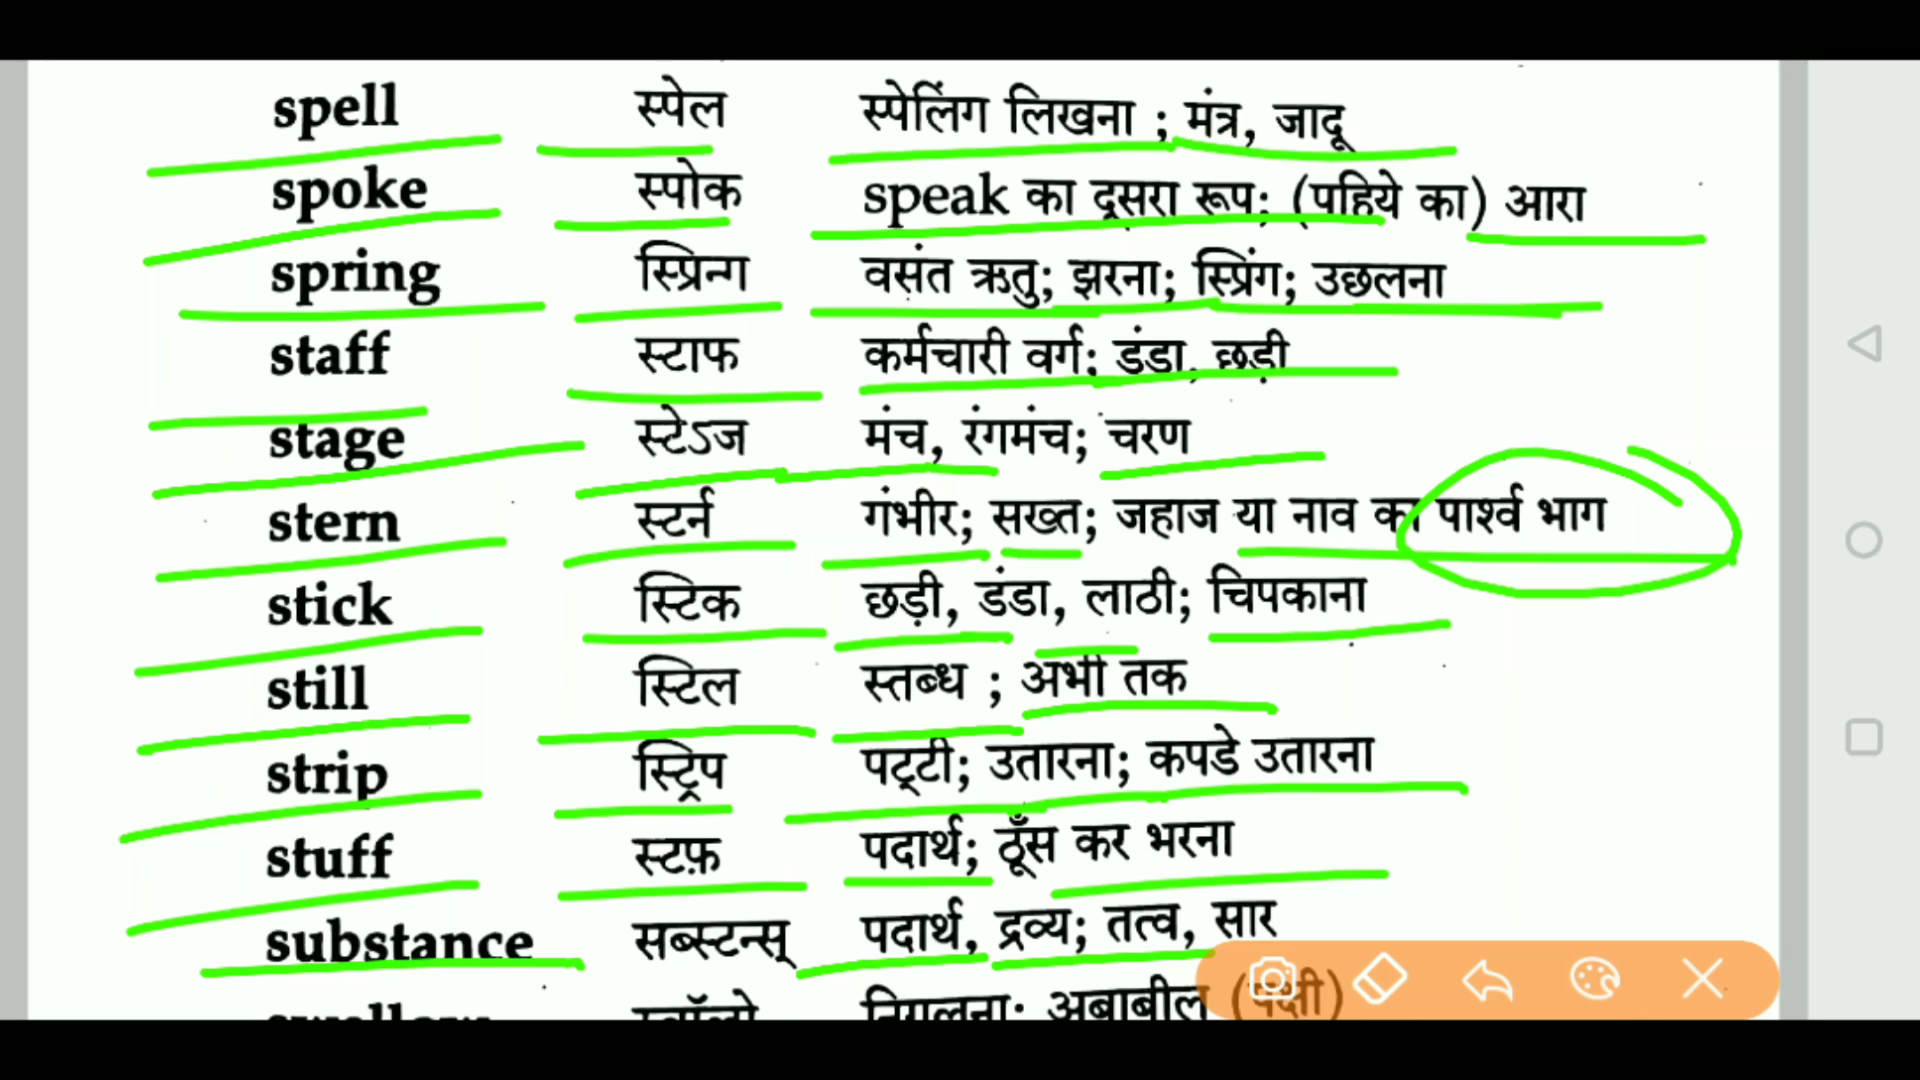 spell स्पेल स्पेलिंग लिखना ; मंत्र, जादू
spoke स्पोक speak का दूसरा रूप; (पहिये का) आरा
spring स्प्रिन्ग वसंत ऋतु; झरना; स्प्रिंग; उछलना
staff स्टाफ कर्मचारी वर्ग; डंडा, छड़ी
stage स्टेऽज मंच, रंगमंच; चरण
stern स्टर्न गंभीर; सख्त; जहाज या नाव का पार्श्व भाग
stick स्टिक छड़ी, डंडा, लाठी; चिपकाना
still स्टिल स्तब्ध ; अभी तक
strip स्ट्रिप पट्टी; उतारना; कपडे उतारना
stuff स्टफ़ पदार्थ; ठूँस कर भरना
substance सब्स्टन्स् पदार्थ, द्रव्य; तत्व, सार
निगलना; अबाबील (पक्षी)